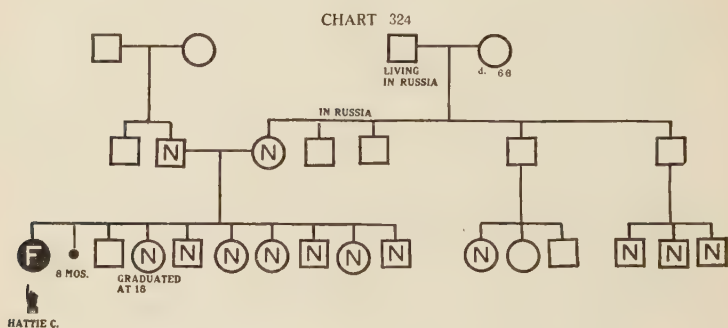 CHART 324
LIVING
IN RUSSIA
d. 66
IN RUSSIA
N N
N N N N N N N N N N N
F
8 MOS.
GRADUATED
AT 18
HATTIE C.